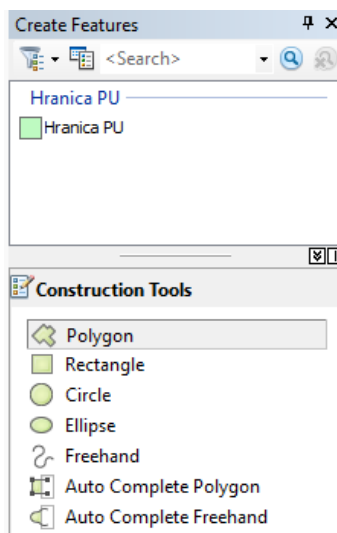 Create Features
<Search>
Hranica PU
Hranica PU
Construction Tools
Polygon
Rectangle
Circle
Ellipse
Freehand
Auto Complete Polygon
Auto Complete Freehand